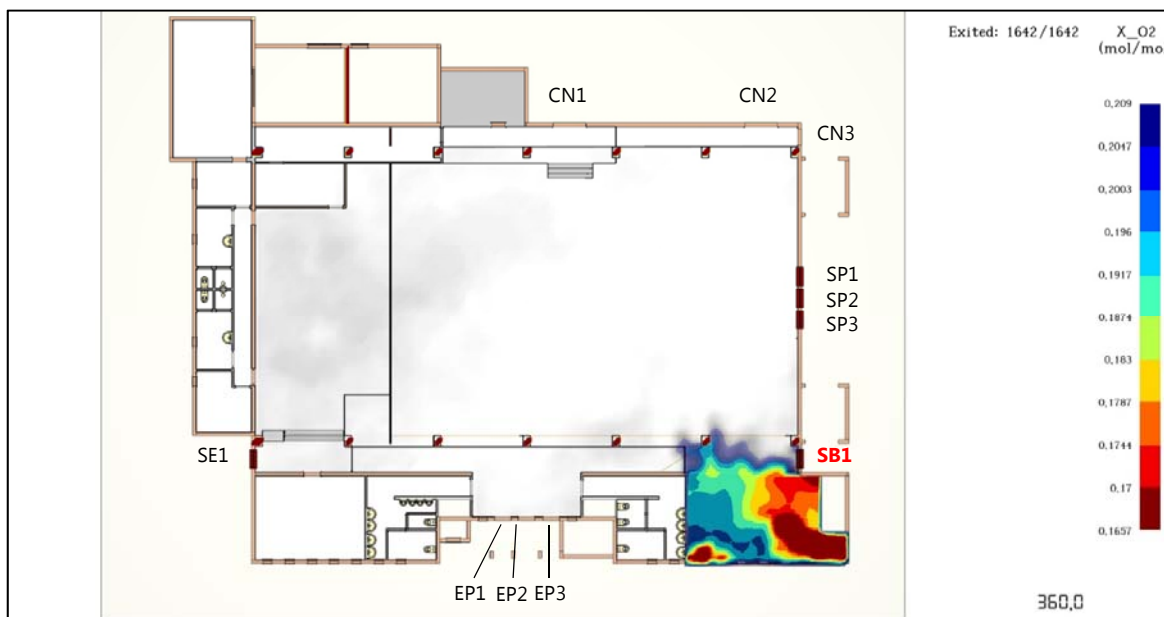 Exited: 1642/1642
X_O2
(mol/mo
CN1
CN2
CN3
0,209
0,2047
0,2003
0,196
0,1917
0,1874
0,183
0,1787
0,1744
0,17
0,1657
SP1
SP2
SP3
SE1
SB1
EP1 EP2 EP3
360,0